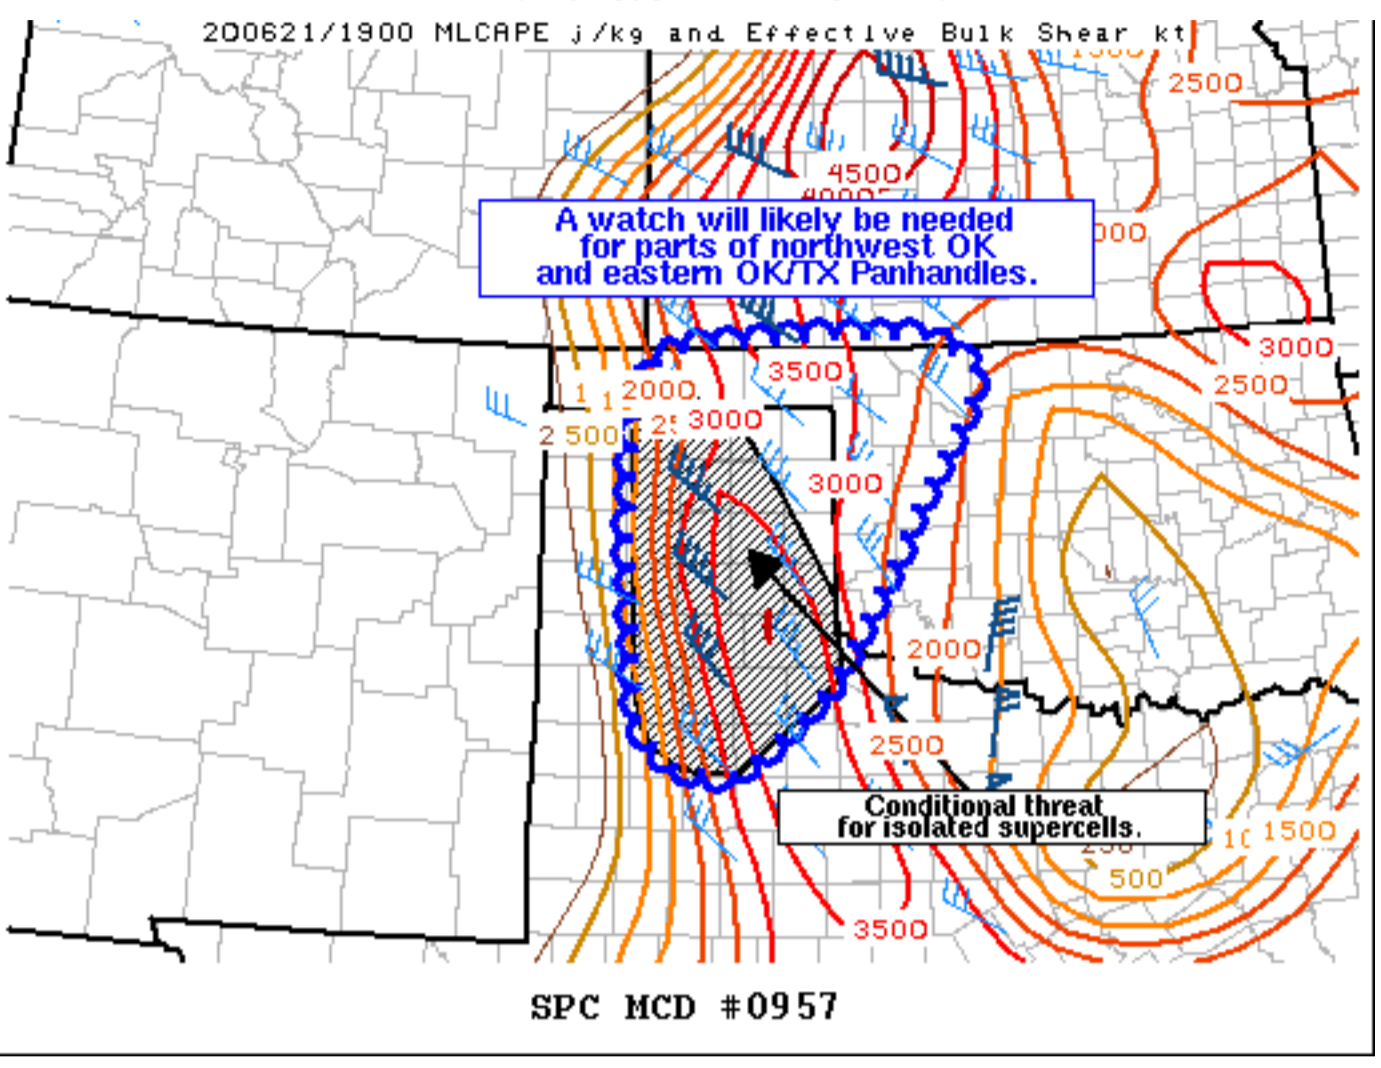 200621/1900 MLCAPE j/kg and Effective Bulk Shear kt
2500
4500
A watch will likely be needed
for parts of northwest OK
and eastern OK/TX Panhandles.
3000
3500
2500
2000
3000
500
3000
2000
2500
Conditional threat
for isolated supercells.
1500
500
3500
SPC MCD #0957